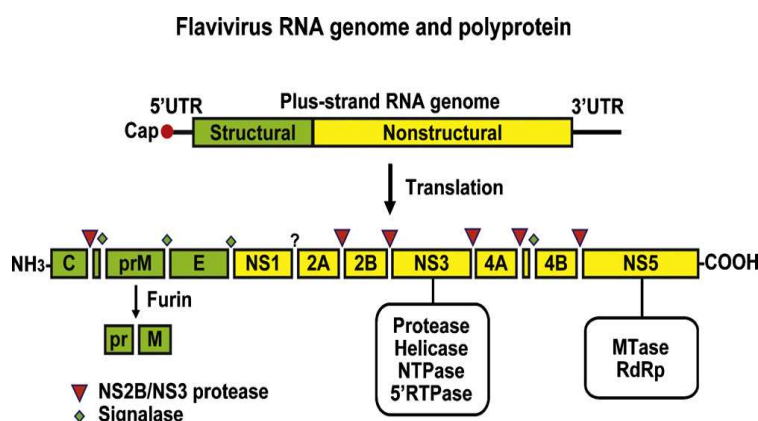 Flavivirus RNA genome and polyprotein
5'UTR Plus-strand RNA genome 3'UTR
Cap Structural Nonstructural
Translation
?
NH3- C prM E NS1 2A 2B NS3 4A 4B NS5 -COOH
Furin
pr M
Protease
Helicase
NTPase
5'RTPase
MTase
RdRp
NS2B/NS3 protease
Signalase